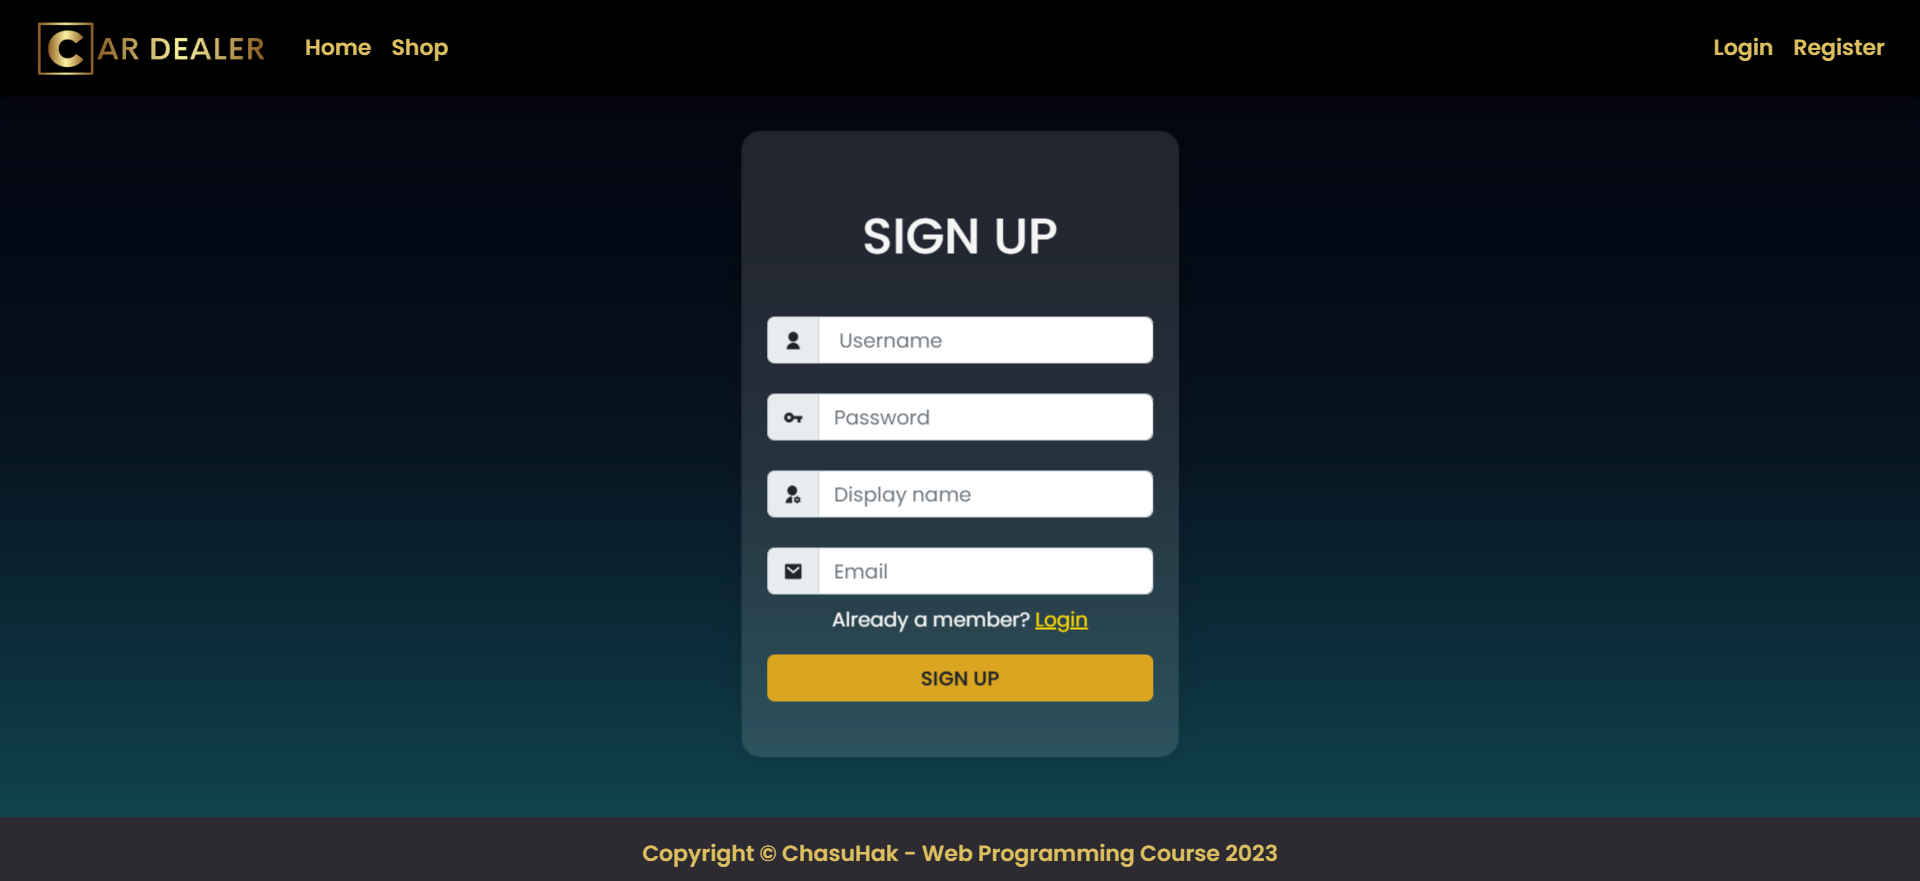 CAR DEALER Home Shop Login Register
SIGN UP
Username
Password
Display name
Email
Already a member? Login
SIGN UP
Copyright © ChasuHak - Web Programming Course 2023